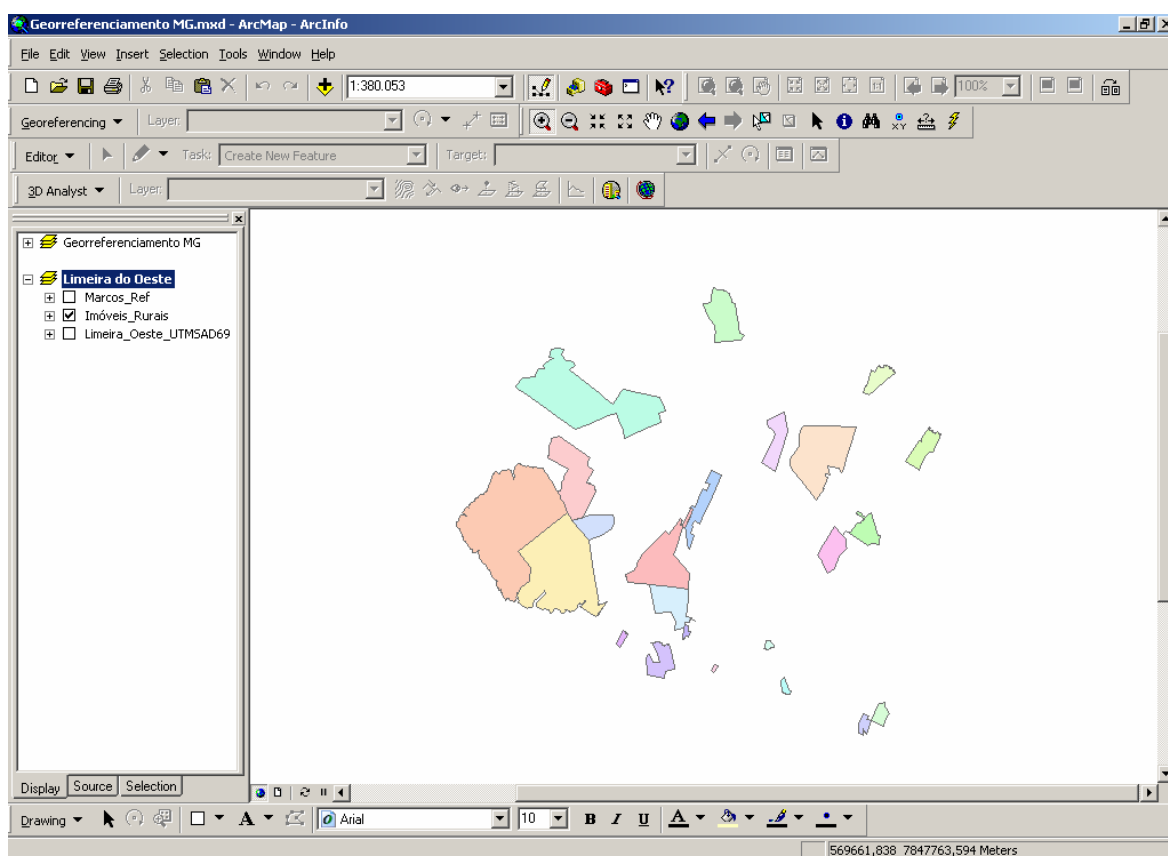 Georreferenciamento MG.mxd - ArcMap - ArcInfo
File Edit View Insert Selection Tools Window Help
1:380.053 100%
Georeferencing Layer:
Editor Task: Create New Feature Target:
3D Analyst Layer:
Georreferenciamento MG
Limeira do Oeste
Marcos_Ref
Imóveis_Rurais
Limeira_Oeste_UTMSAD69
Display Source Selection
Drawing A Arial 10 B I U A
569661,838 7847763,594 Meters